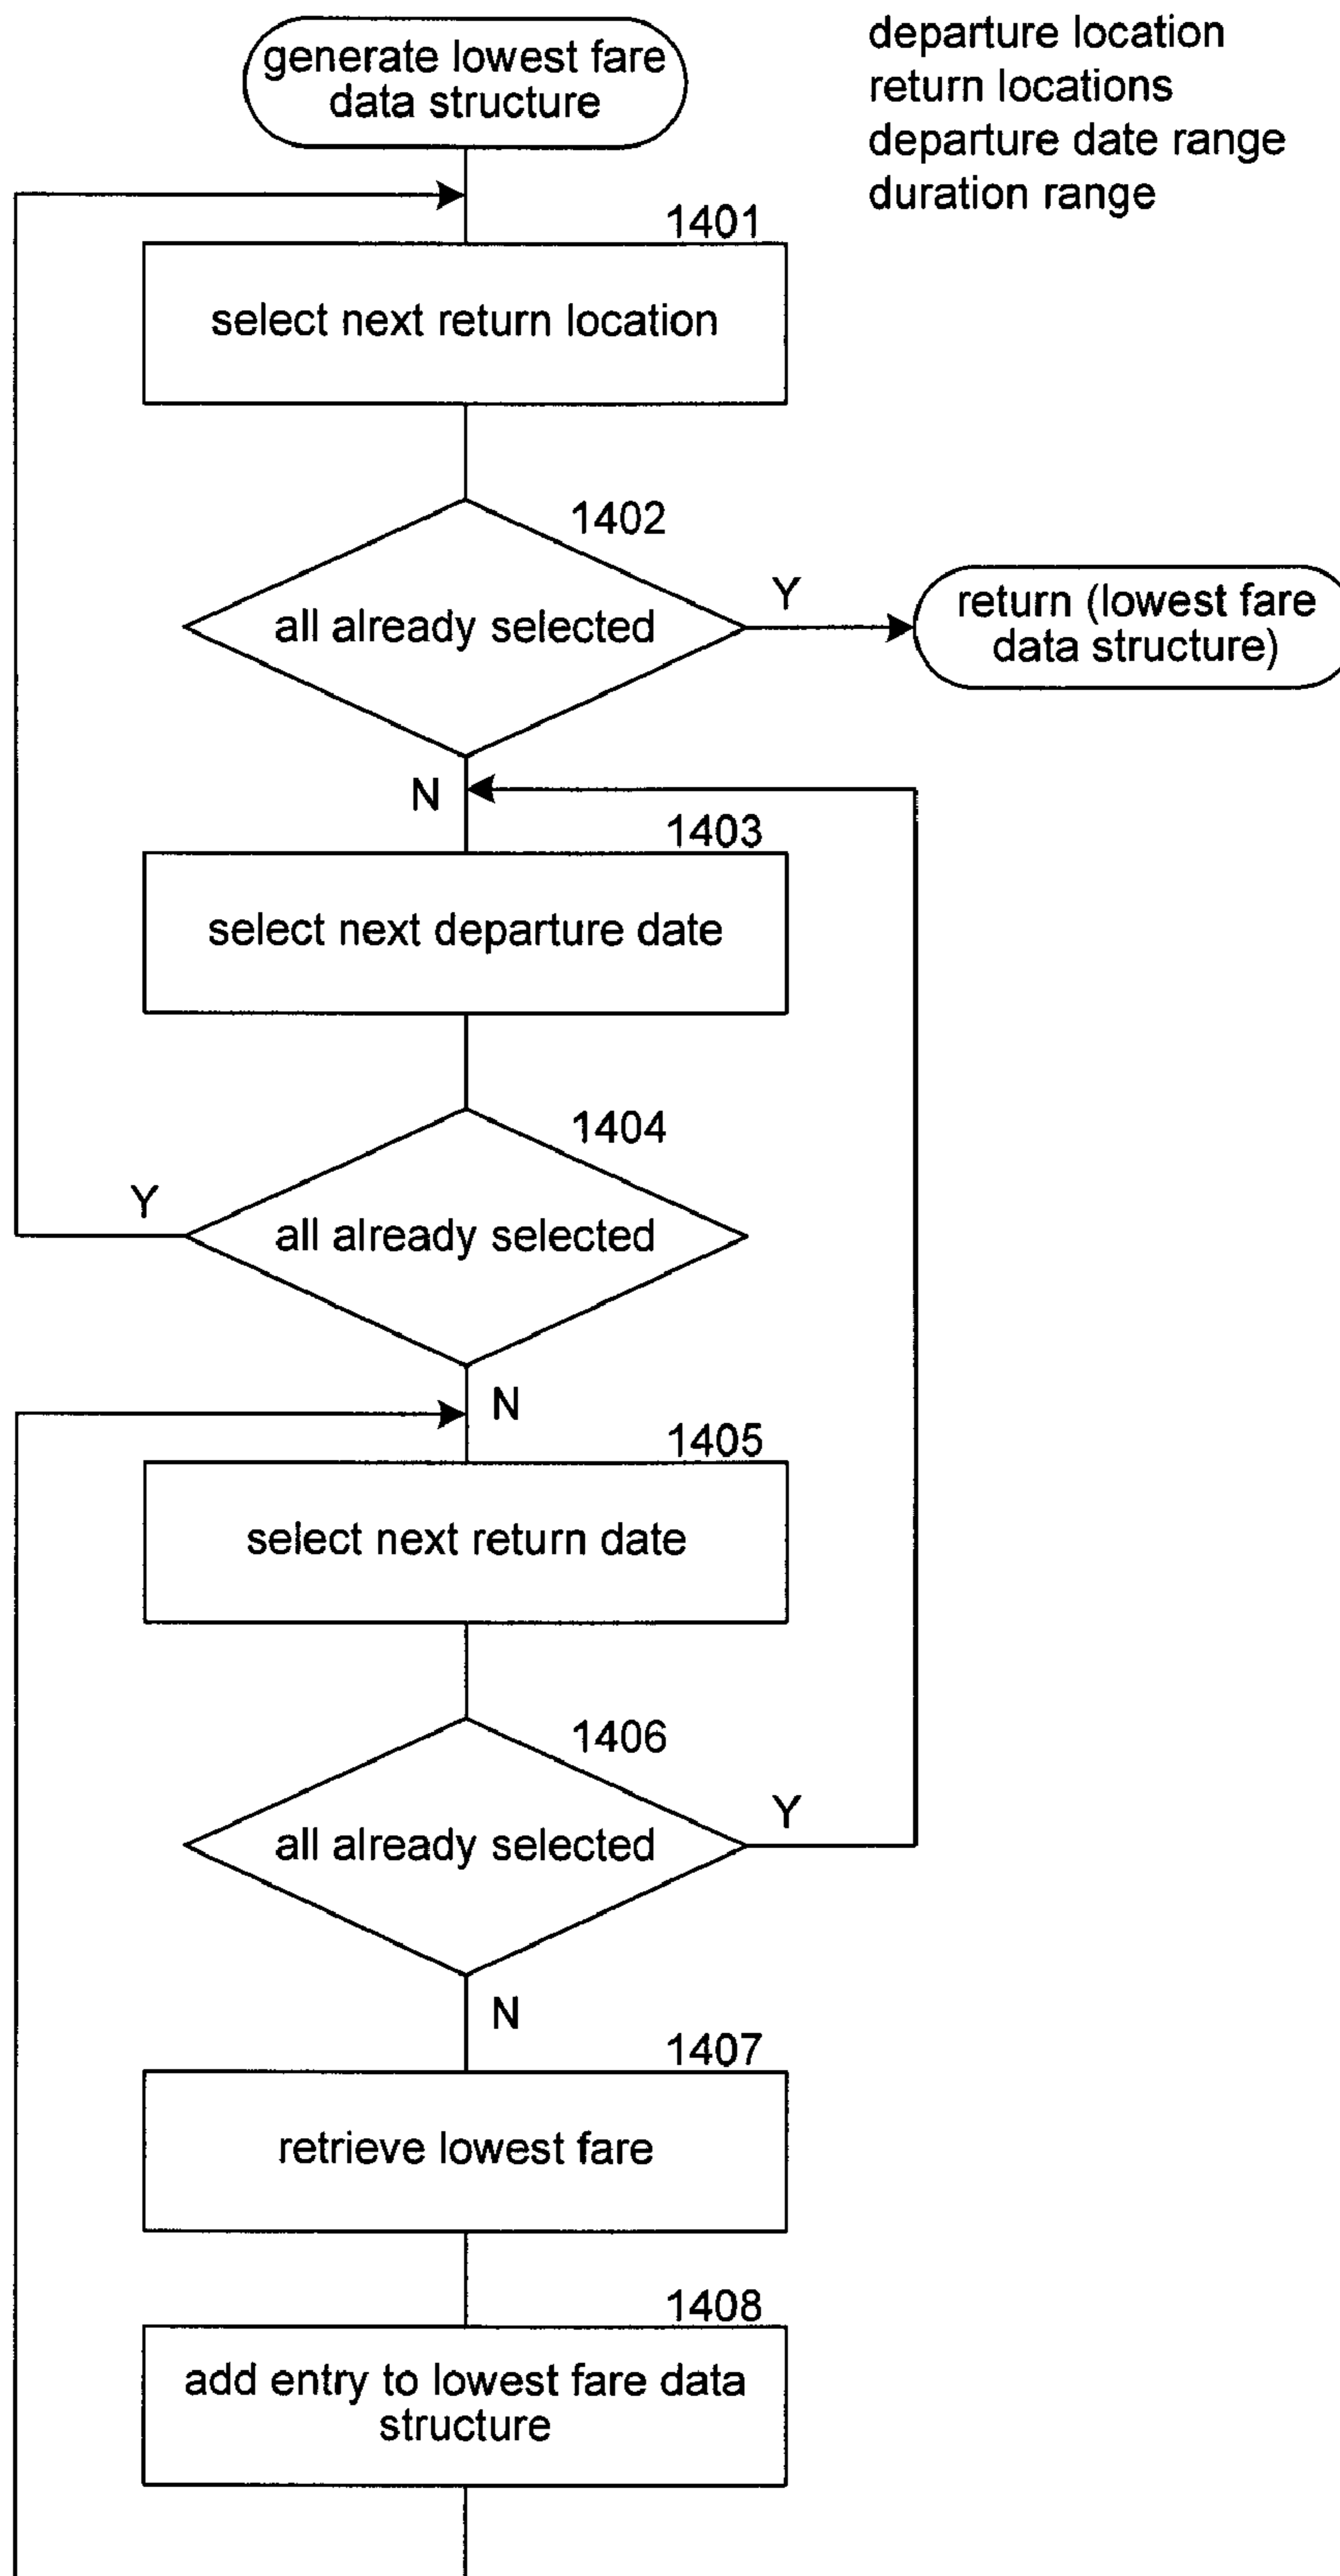 generate lowest fare
data structure
departure location
return locations
departure date range
duration range
1401
select next return location
1402
all already selected
Y
return (lowest fare
data structure)
N
1403
select next departure date
1404
Y
all already selected
N
1405
select next return date
1406
all already selected
Y
N
1407
retrieve lowest fare
1408
add entry to lowest fare data
structure